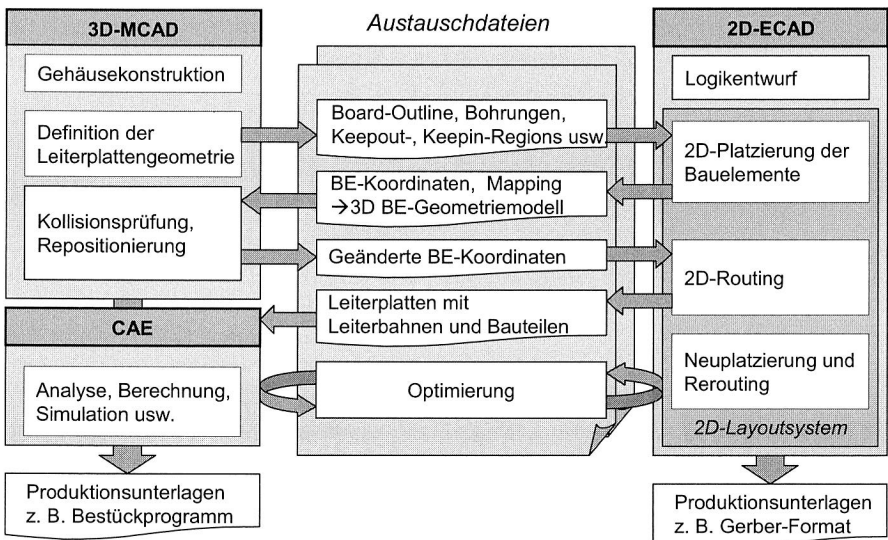 3D-MCAD
Gehäusekonstruktion
Definition der
Leiterplattengeometrie
Kollisionsprüfung,
Repositionierung
CAE
Analyse, Berechnung,
Simulation usw.
Produktionsunterlagen
z. B. Bestückprogramm
Austauschdateien
Board-Outline, Bohrungen,
Keepout-, Keepin-Regions usw.
BE-Koordinaten, Mapping
→3D BE-Geometriemodell
Geänderte BE-Koordinaten
Leiterplatten mit
Leiterbahnen und Bauteilen
Optimierung
2D-ECAD
Logikentwurf
2D-Platzierung der
Bauelemente
2D-Routing
Neuplatzierung und
Rerouting
2D-Layoutsystem
Produktionsunterlagen
z. B. Gerber-Format